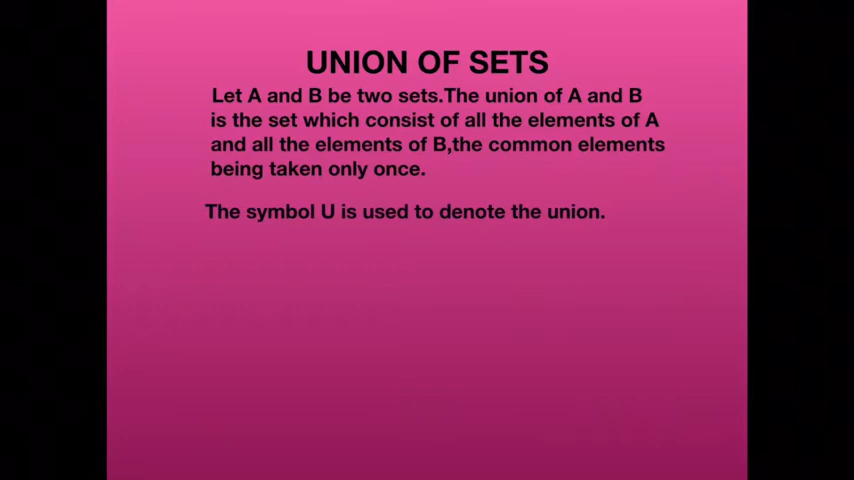 UNION OF SETS
Let A and B be two sets.The union of A and B
is the set which consist of all the elements of A
and all the elements of B,the common elements
being taken only once.
The symbol U is used to denote the union.